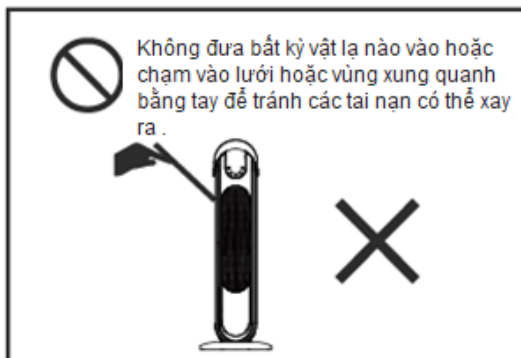 Không đưa bất kỳ vật lạ nào vào hoặc
chạm vào lưới hoặc vùng xung quanh
bằng tay để tránh các tai nạn có thể xay
ra .